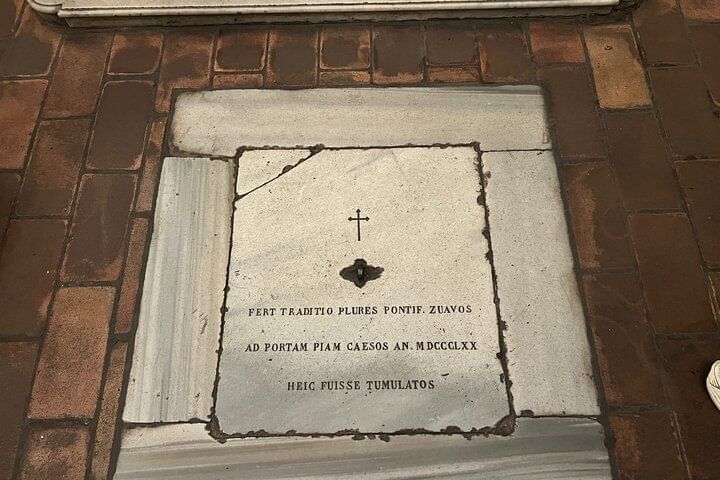 FERT TRADITIO PLURES PONTIF. ZUAVOS
AD PORTAM PIAM CAESOS AN. MDCCCLXX
HEIC FUISSE TUMULATOS